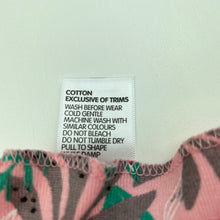 COTTON
EXCLUSIVE OF TRIMS
WASH BEFORE WEAR
COLD GENTLE
MACHINE WASH WITH
SIMILAR COLOURS
DO NOT BLEACH
DO NOT TUMBLE DRY
PULL TO SHAPE
DAMP